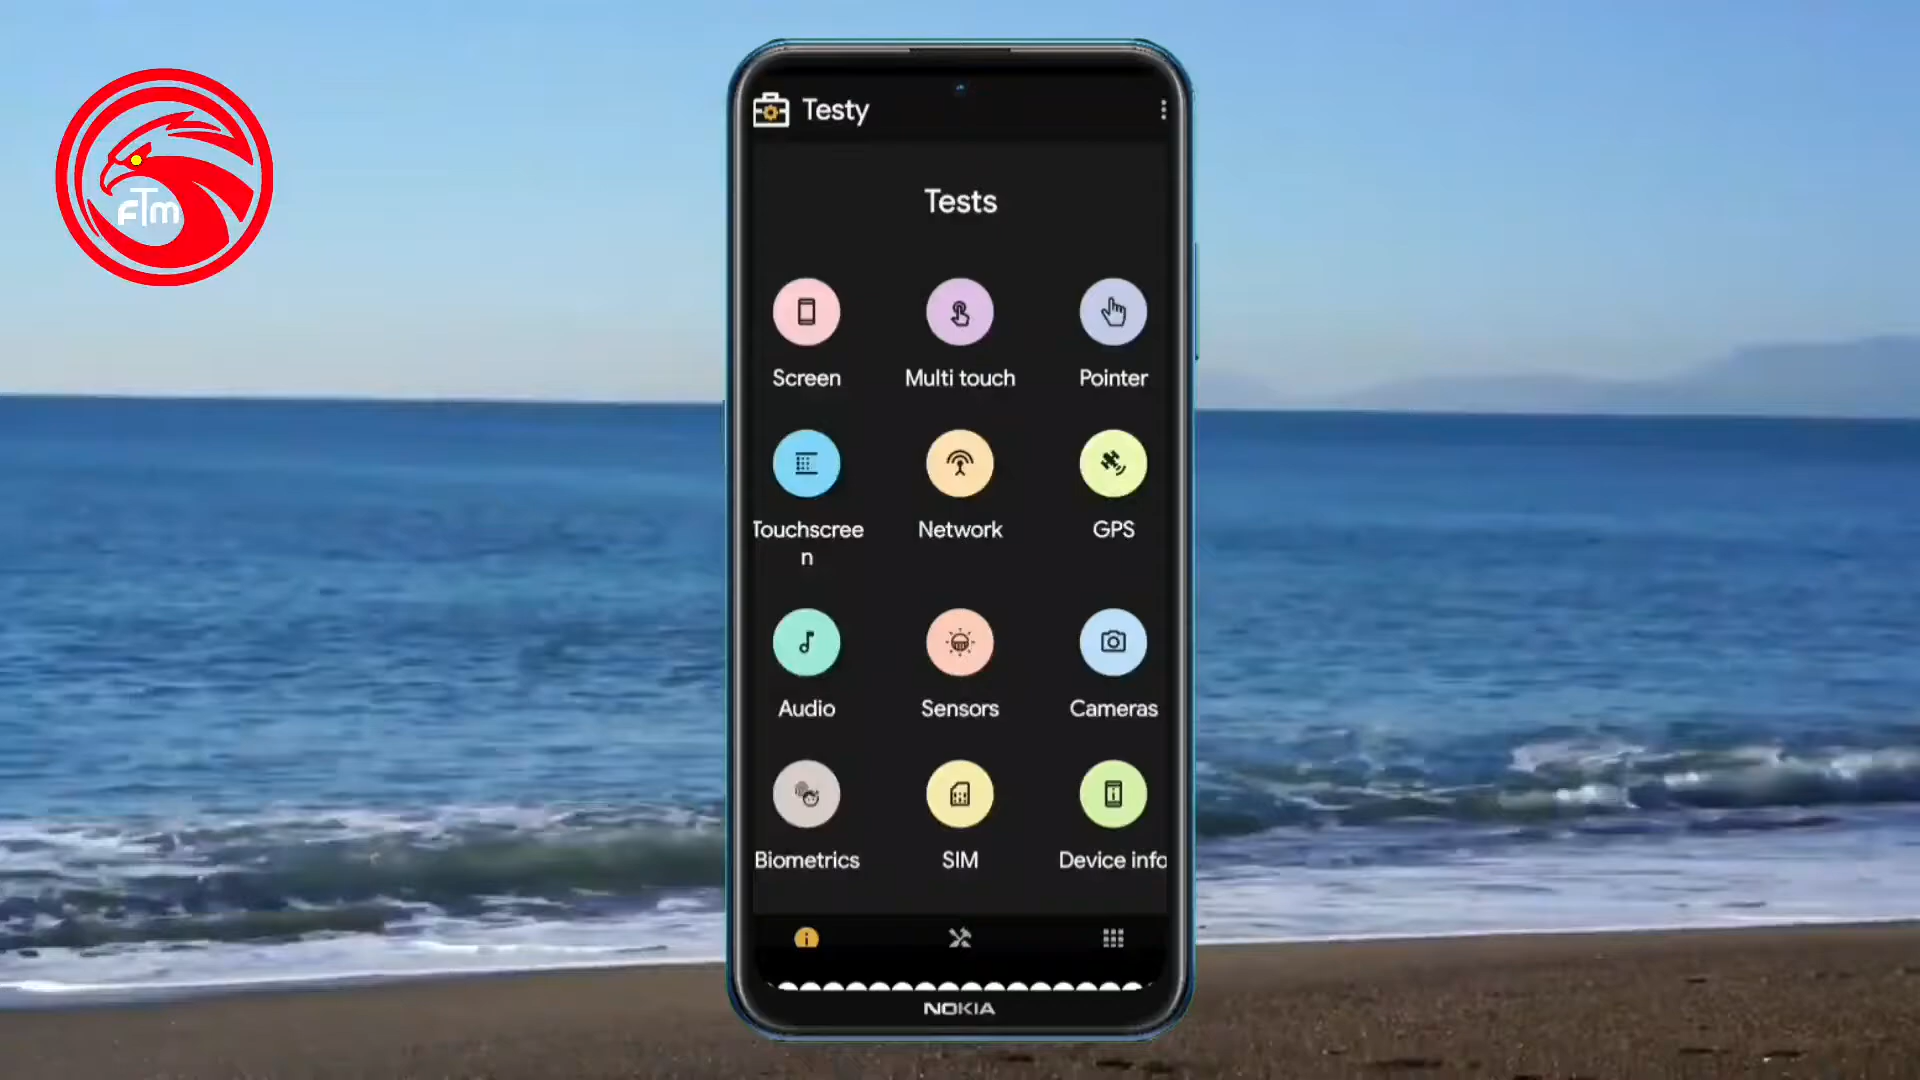 FTm
Testy
Tests
Screen
Multi touch
Pointer
Touchscree
n
Network
GPS
Audio
Sensors
Cameras
Biometrics
SIM
Device info
NOKIA